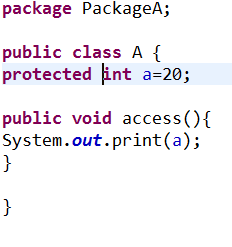 package PackageA;
public class A {
protected int a=20;
public void access(){
System.out.print(a);
}
}